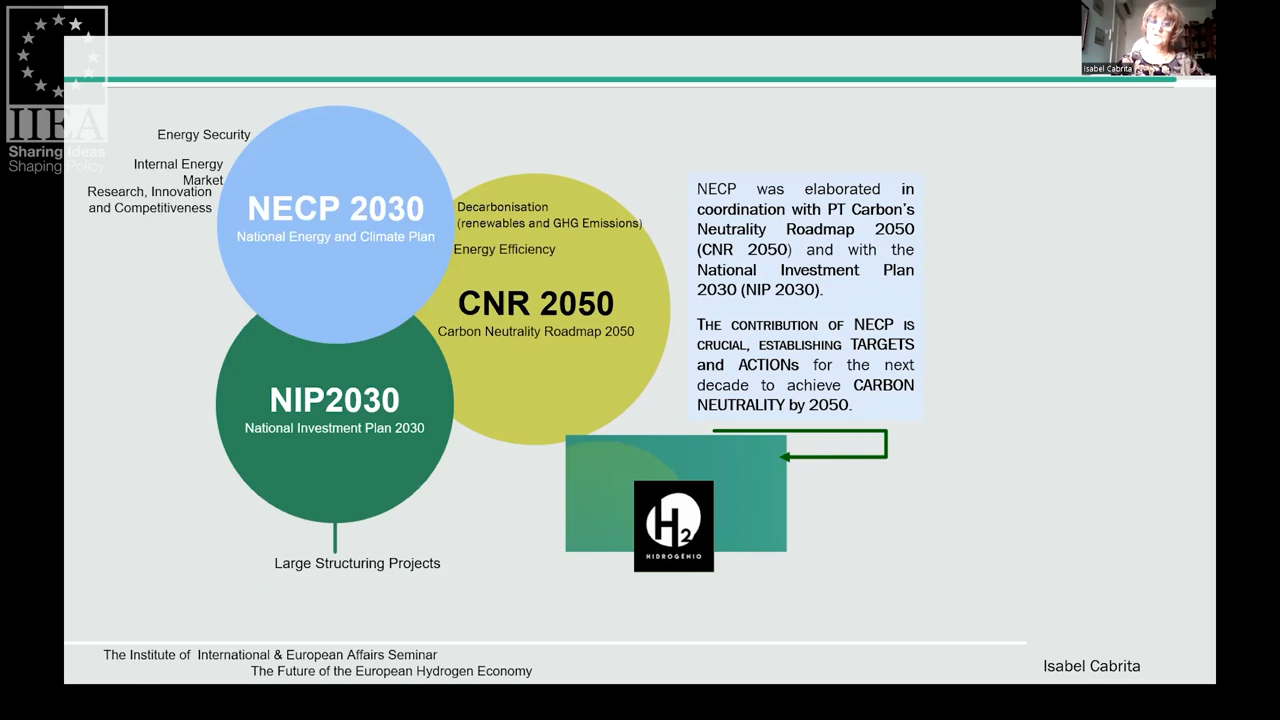 IIEA
Sharing Ideas
Shaping Policy
Isabel Cabrita
Energy Security
Internal Energy
Market
Research, Innovation
and Competitiveness
NECP 2030
National Energy and Climate Plan
Decarbonisation
(renewables and GHG Emissions)
Energy Efficiency
CNR 2050
Carbon Neutrality Roadmap 2050
NIP2030
National Investment Plan 2030
Large Structuring Projects
NECP was elaborated in
coordination with PT Carbon's
Neutrality Roadmap 2050
(CNR 2050) and with the
National Investment Plan
2030 (NIP 2030).
THE CONTRIBUTION OF NECP IS
CRUCIAL, ESTABLISHING TARGETS
and ACTIONs for the next
decade to achieve CARBON
NEUTRALITY by 2050.
H2
HIDROGÉNIO
The Institute of International & European Affairs Seminar
The Future of the European Hydrogen Economy
Isabel Cabrita